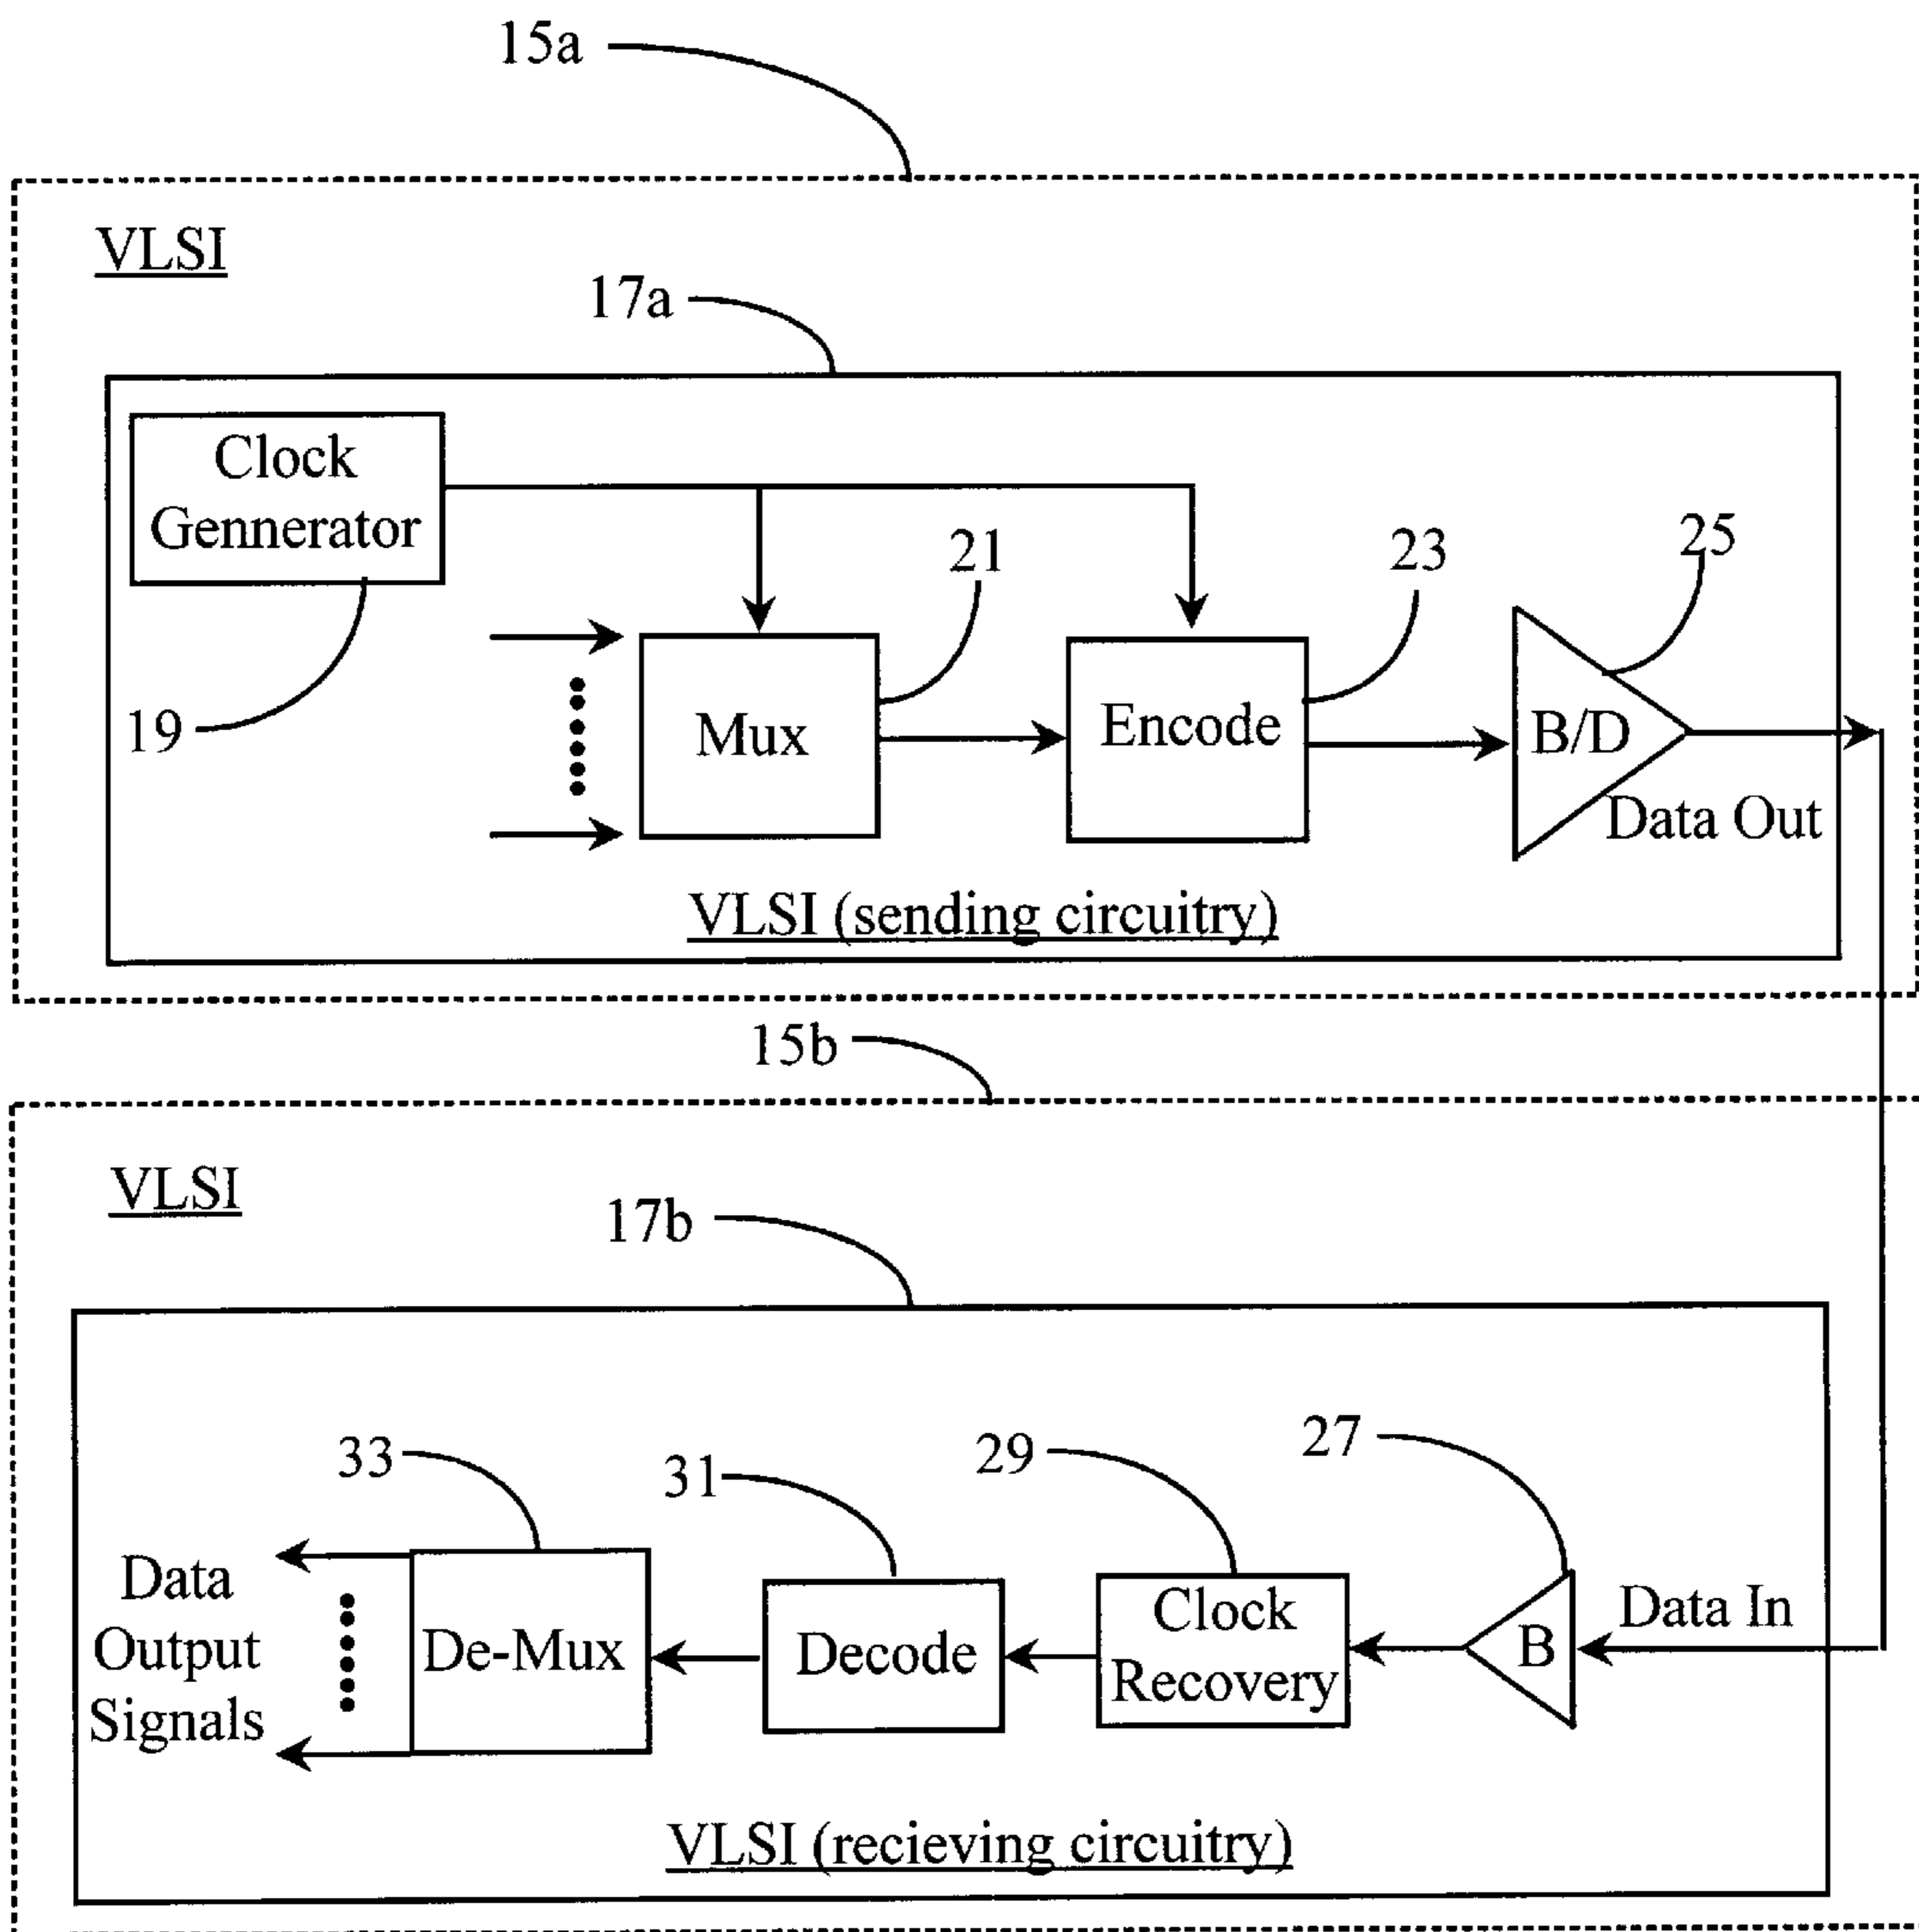 15a
VLSI
17a
Clock
Gennerator
21
23
25
19
Mux
Encode
B/D
Data Out
VLSI (sending circuitry)
15b
VLSI
17b
33
31
29
27
Data
Output
Signals
De-Mux
Decode
Clock
Recovery
B
Data In
VLSI (recieving circuitry)